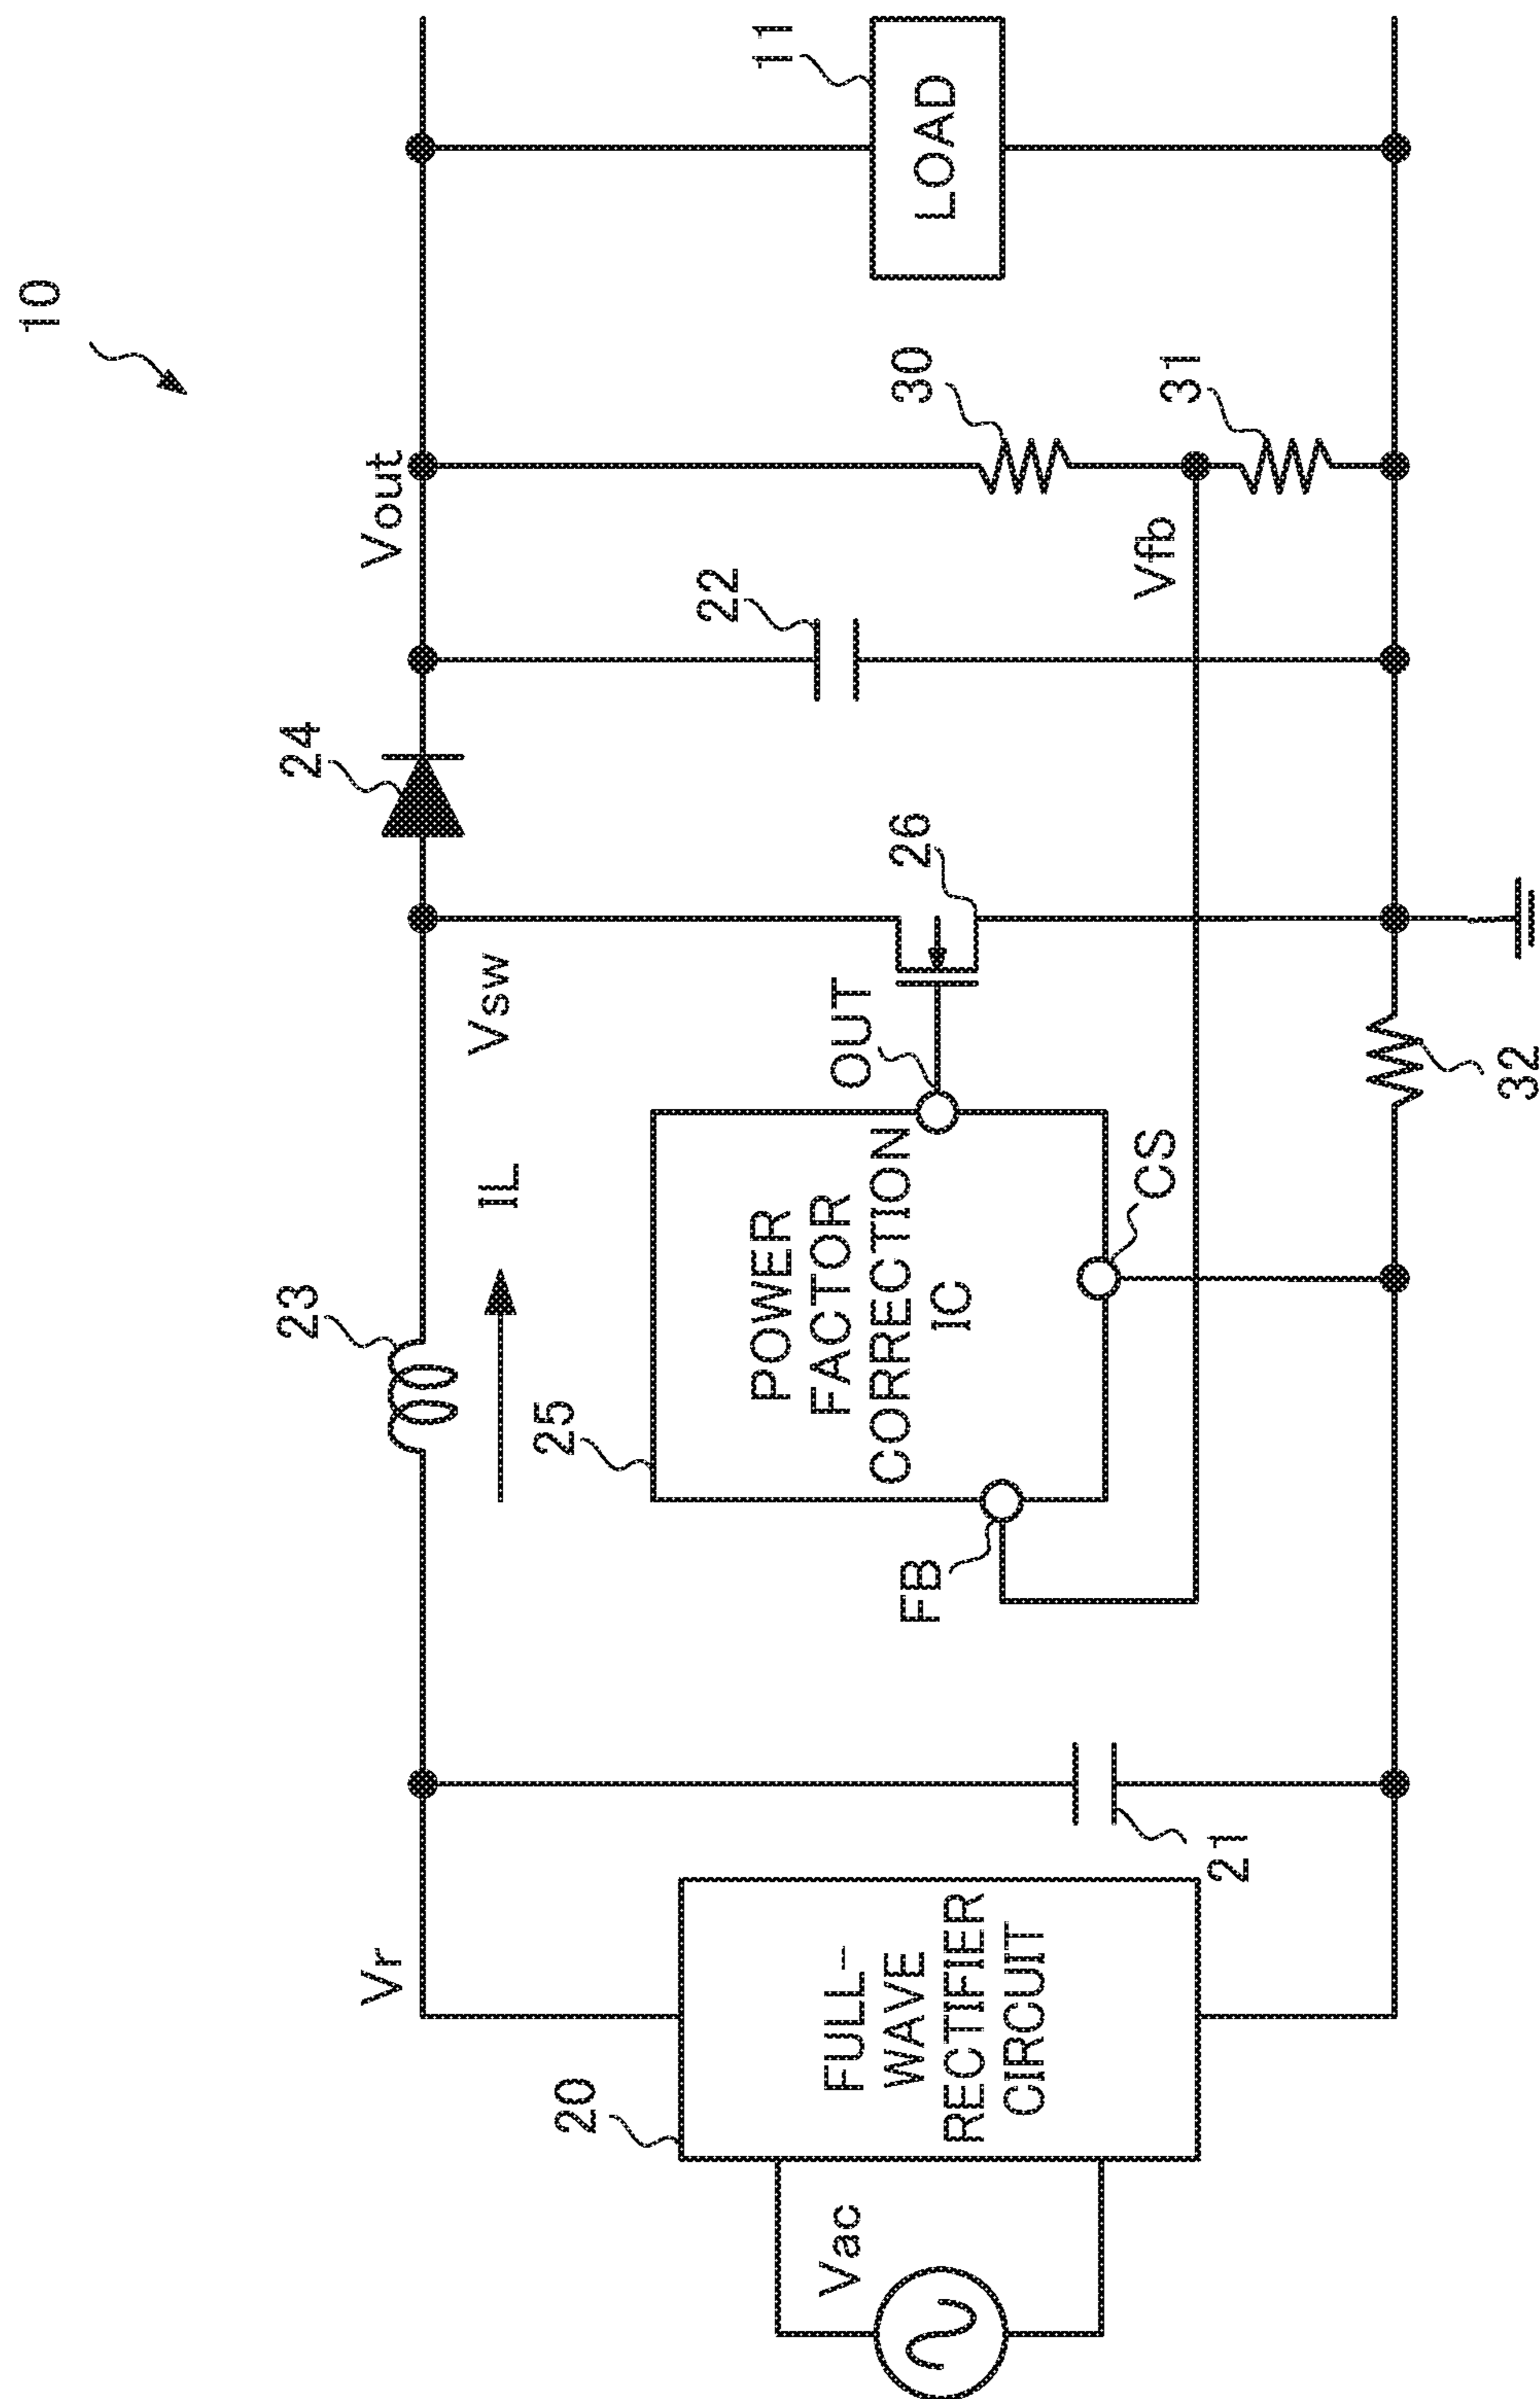 10
Vac
20
FULL-
WAVE
RECTIFIER
CIRCUIT
Vr
21
23
IL
25
POWER
FACTOR
CORRECTION
IC
FB
CS
OUT
Vsw
26
32
24
22
Vout
Vfb
30
31
11
LOAD